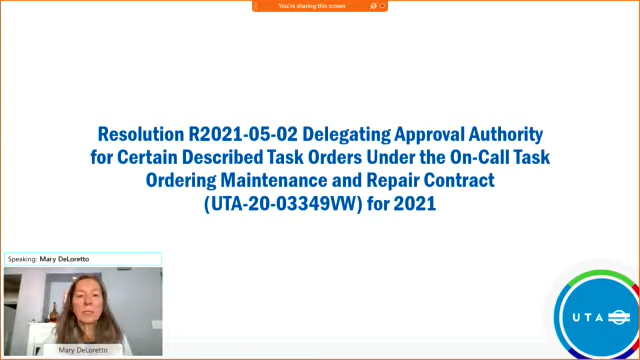 You're sharing this screen
Resolution R2021-05-02 Delegating Approval Authority
for Certain Described Task Orders Under the On-Call Task
Ordering Maintenance and Repair Contract
(UTA-20-03349VW) for 2021
Speaking: Mary DeLoretto
Mary DeLoretto
UTA